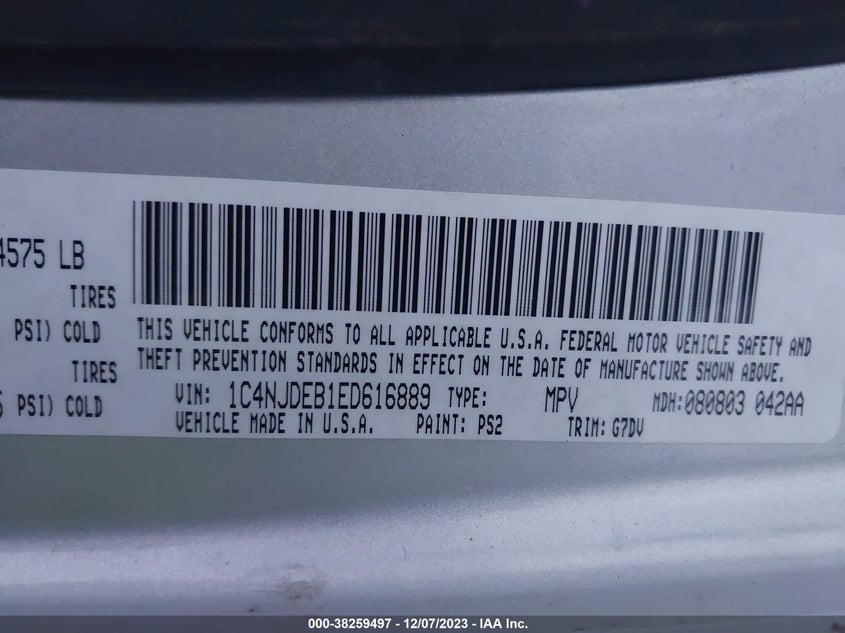 4575 LB
TIRES
PSI) COLD
TIRES
PSI) COLD
THIS VEHICLE CONFORMS TO ALL APPLICABLE U.S.A. FEDERAL MOTOR VEHICLE SAFETY AND
THEFT PREVENTION STANDARDS IN EFFECT ON THE DATE OF MANUFACTURE SHOWN ABOVE.
VIN: 1C4NJDEB1ED616889 TYPE: MPV MDH:080803 042AA
VEHICLE MADE IN U.S.A. PAINT: PS2 TRIM: G7DV
000-38259497 - 12/07/2023 - IAA Inc.